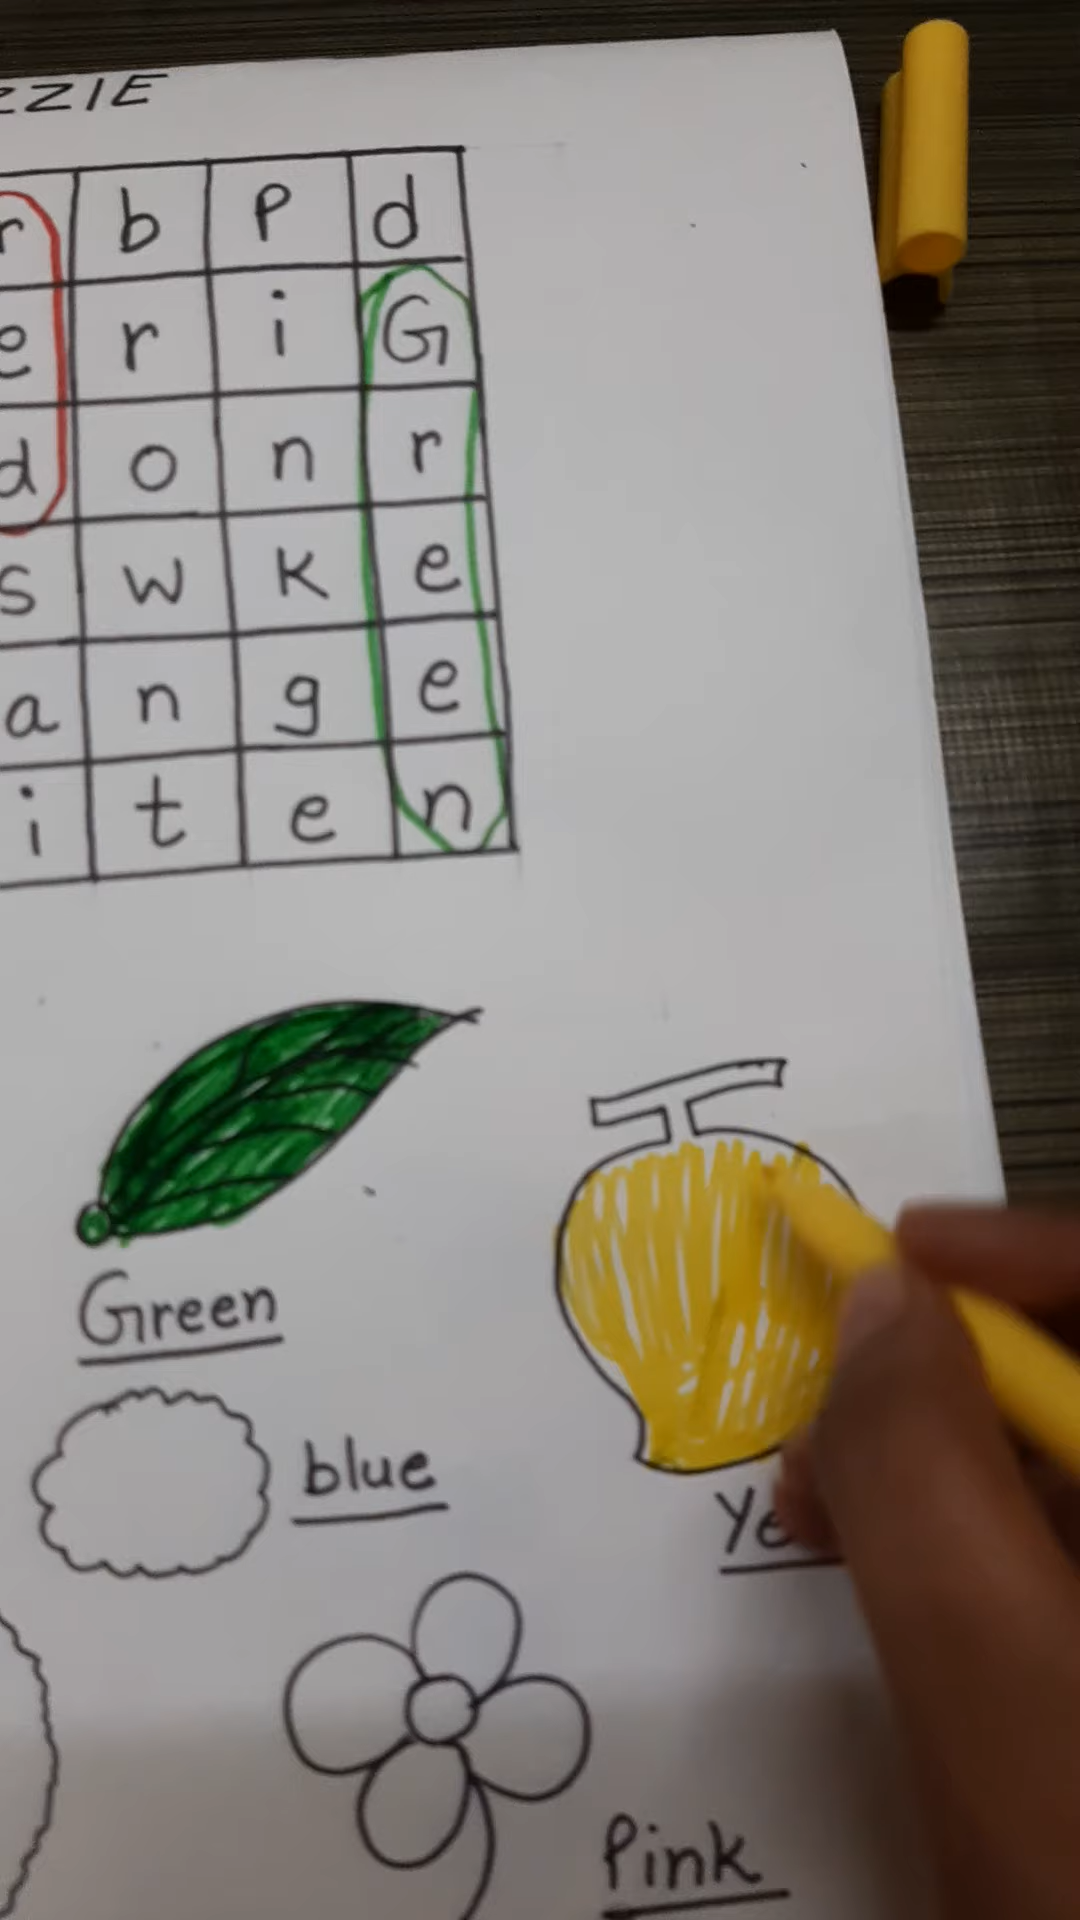 ZZIE
r b P d
e r i G
d o n r
s w k e
a n g e
i t e n
Green
blue
Pink